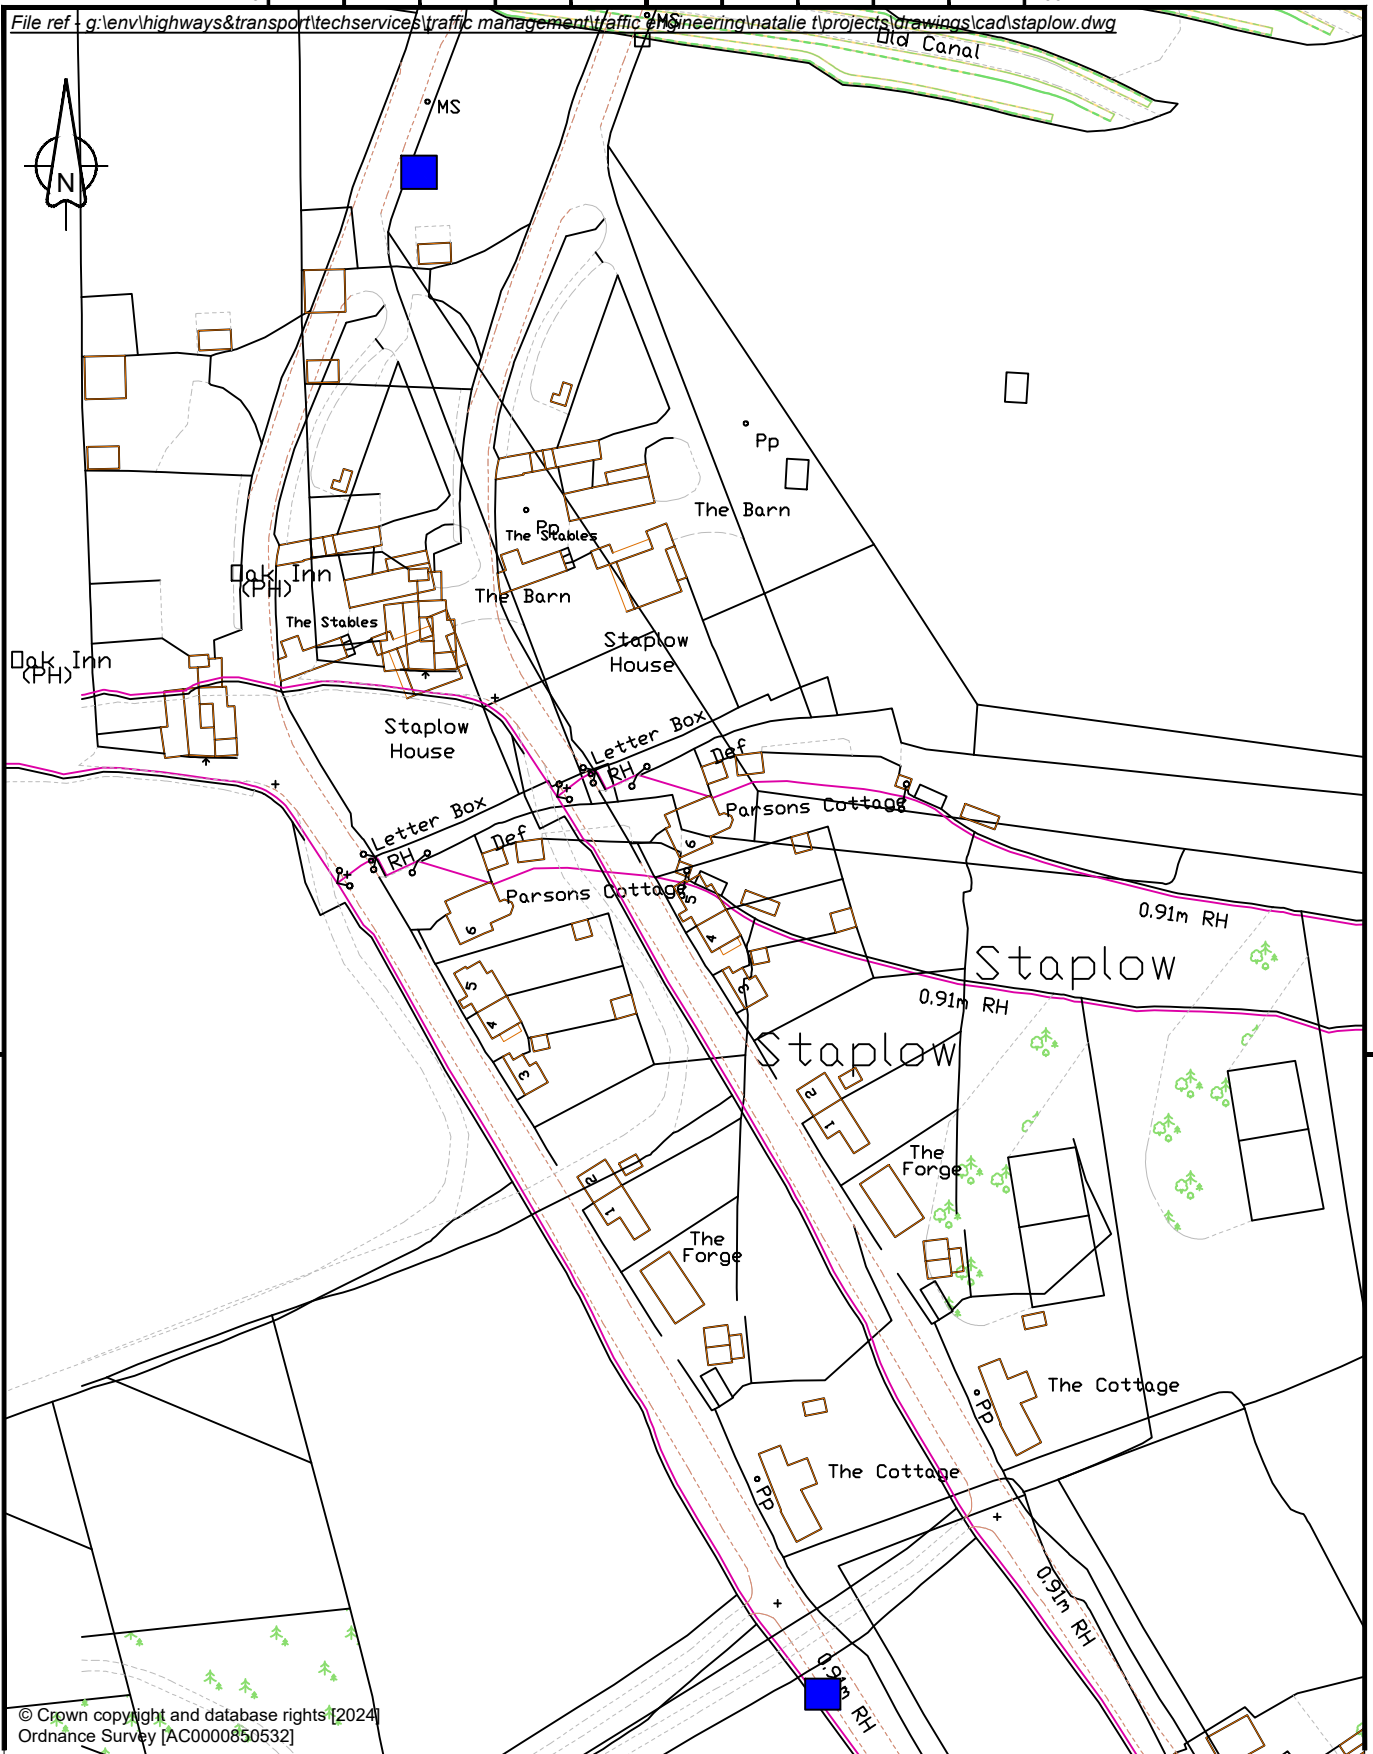 File ref - g:\env\highways&transport\techservices\traffic management\traffic engineering\natalie t\projects\drawings\cad\staplow.dwg
MS
Old Canal
MS
N
Pp
The Barn
Pp
The Stables
Oak Inn
(PH)
The Barn
The Stables
Staplow
House
Oak Inn
(PH)
Staplow
House
Letter Box
Def
RH
Parsons Cottage
Letter Box
Def
RH
6
Parsons Cottage
5
0.91m RH
6
4
Staplow
5
3
0.91m RH
4
Staplow
3
2
1
The
Forge
2
1
The
Forge
The Cottage
Pp
The Cottage
Pp
0.91m RH
0.91m RH
© Crown copyright and database rights [2024]
Ordnance Survey [AC0000850532]